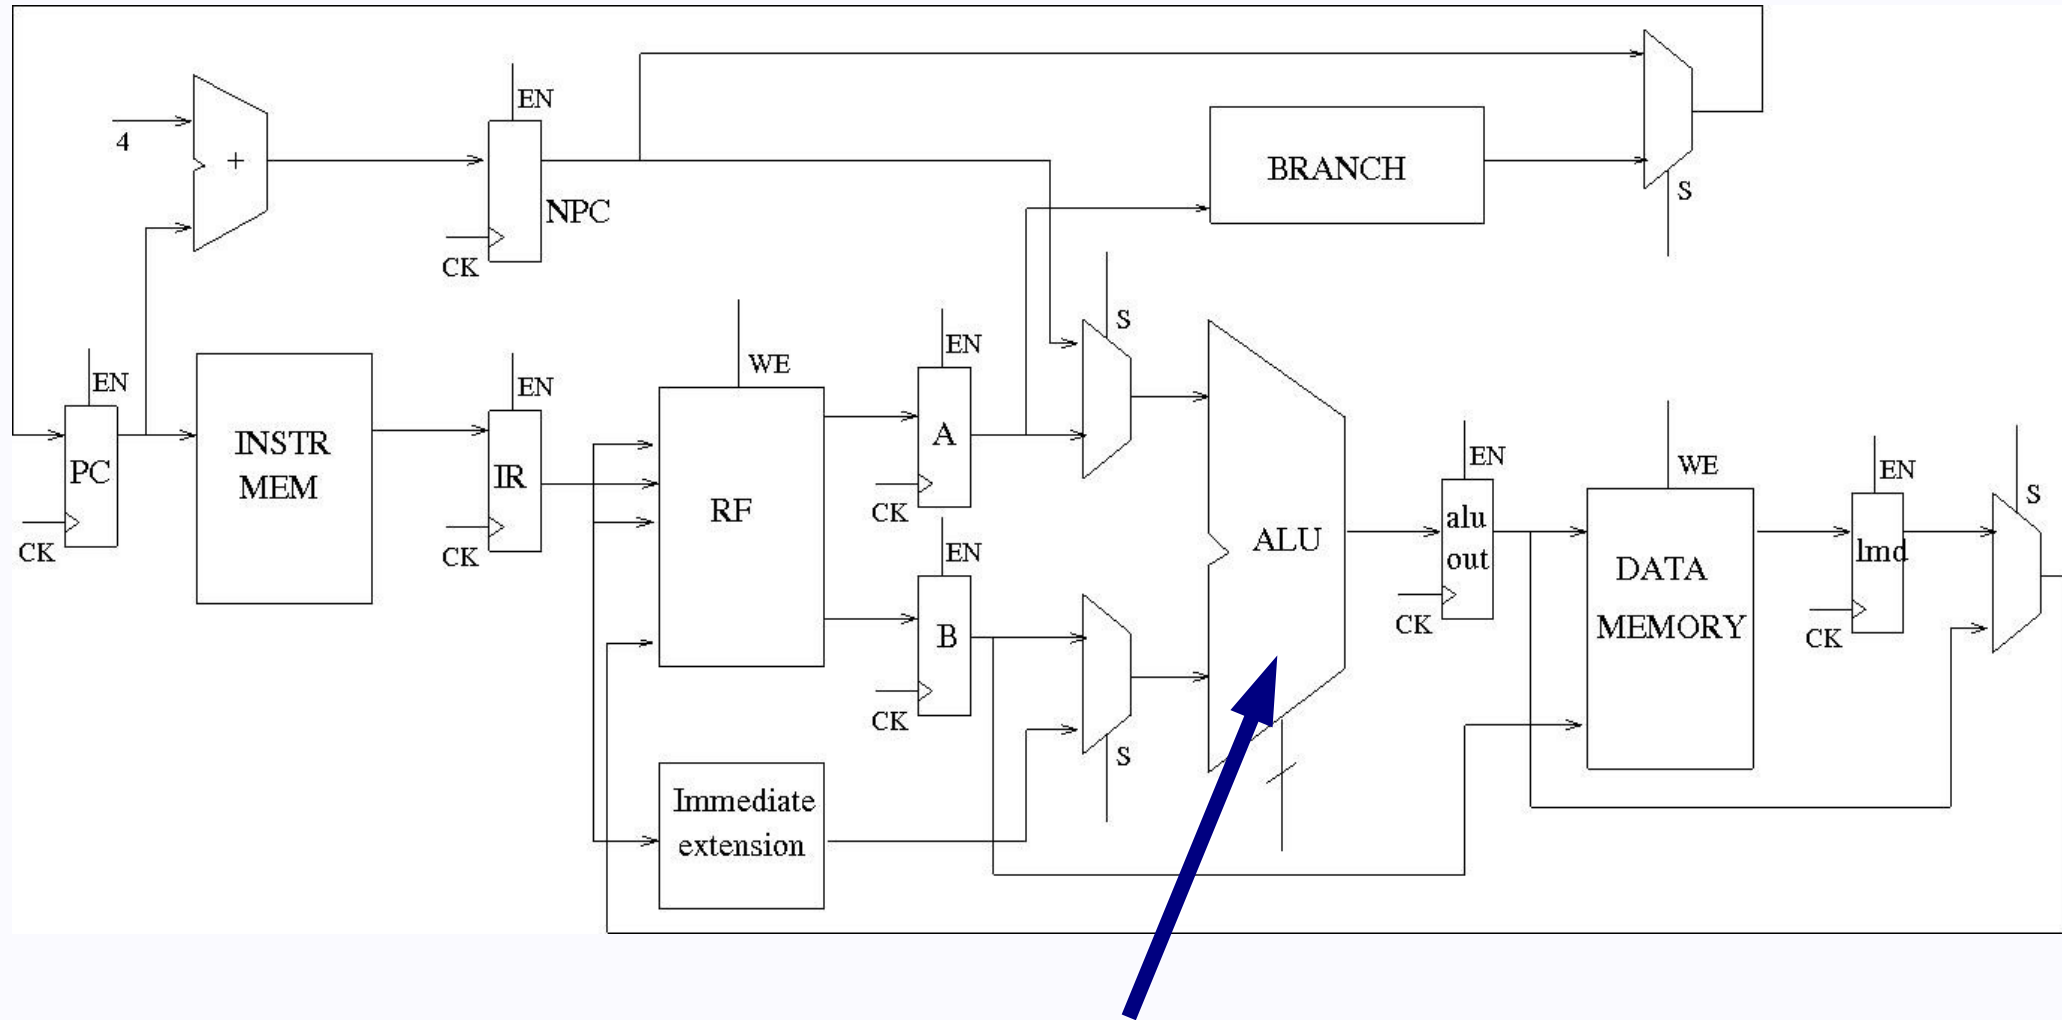 EN
4
+
BRANCH
S
NPC
CK
S
EN
WE
EN
EN
INSTR
MEM
PC
IR
RF
A
CK
EN
ALU
EN
alu
out
WE
DATA
MEMORY
EN
lmd
S
CK
CK
CK
EN
B
CK
CK
CK
S
Immediate
extension